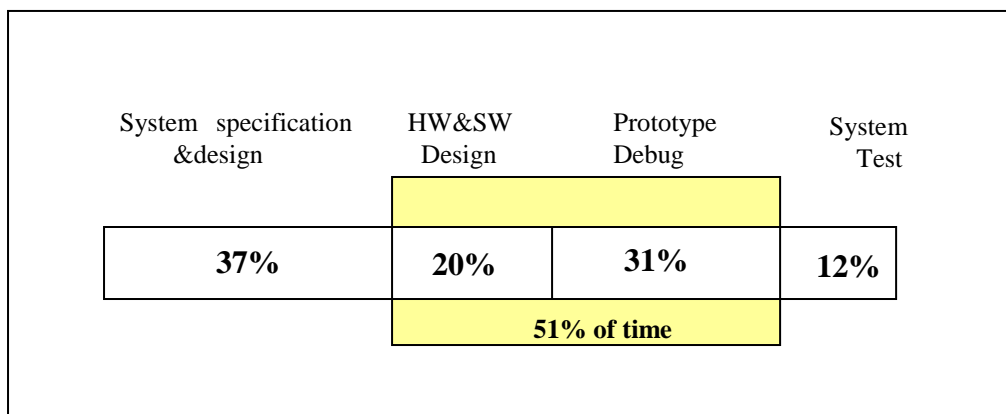 System specification
&design
HW&SW
Design
Prototype
Debug
System
Test
37%
20%
31%
12%
51% of time